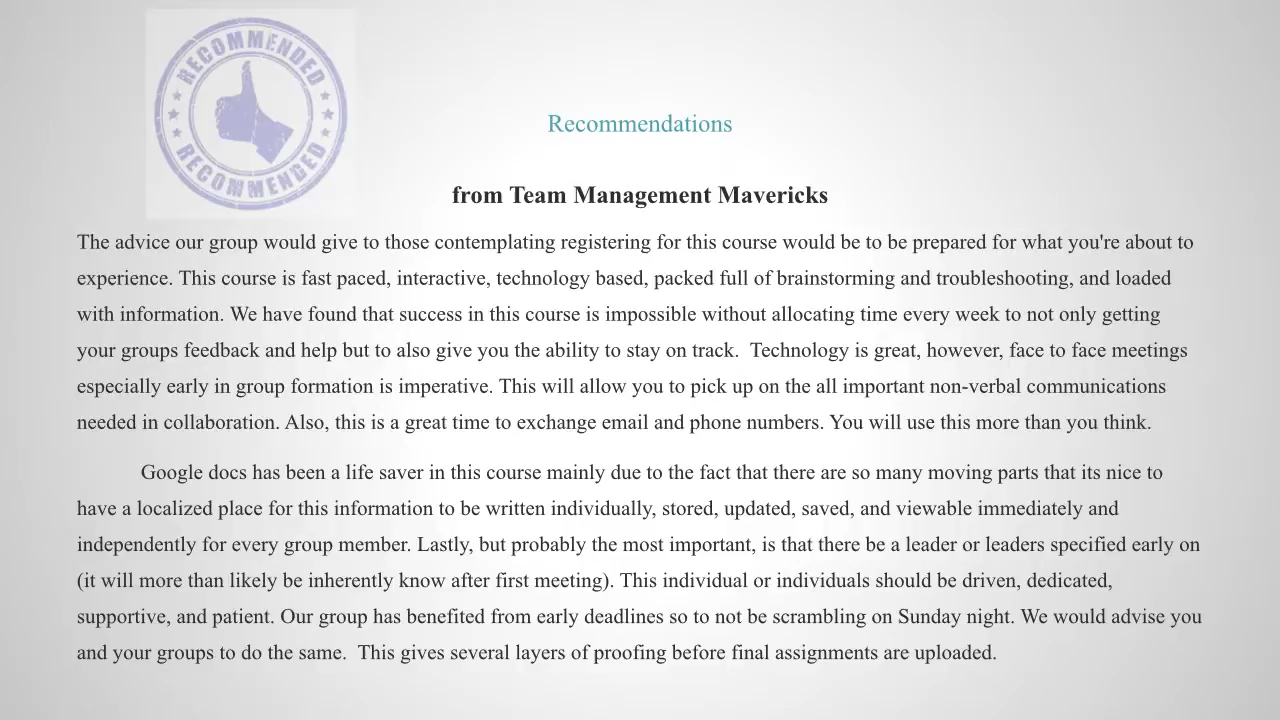 RECOMMENDED
RECOMMENDED
Recommendations
from Team Management Mavericks
The advice our group would give to those contemplating registering for this course would be to be prepared for what you're about to
experience. This course is fast paced, interactive, technology based, packed full of brainstorming and troubleshooting, and loaded
with information. We have found that success in this course is impossible without allocating time every week to not only getting
your groups feedback and help but to also give you the ability to stay on track.  Technology is great, however, face to face meetings
especially early in group formation is imperative. This will allow you to pick up on the all important non-verbal communications
needed in collaboration. Also, this is a great time to exchange email and phone numbers. You will use this more than you think.
Google docs has been a life saver in this course mainly due to the fact that there are so many moving parts that its nice to
have a localized place for this information to be written individually, stored, updated, saved, and viewable immediately and
independently for every group member. Lastly, but probably the most important, is that there be a leader or leaders specified early on
(it will more than likely be inherently know after first meeting). This individual or individuals should be driven, dedicated,
supportive, and patient. Our group has benefited from early deadlines so to not be scrambling on Sunday night. We would advise you
and your groups to do the same.  This gives several layers of proofing before final assignments are uploaded.